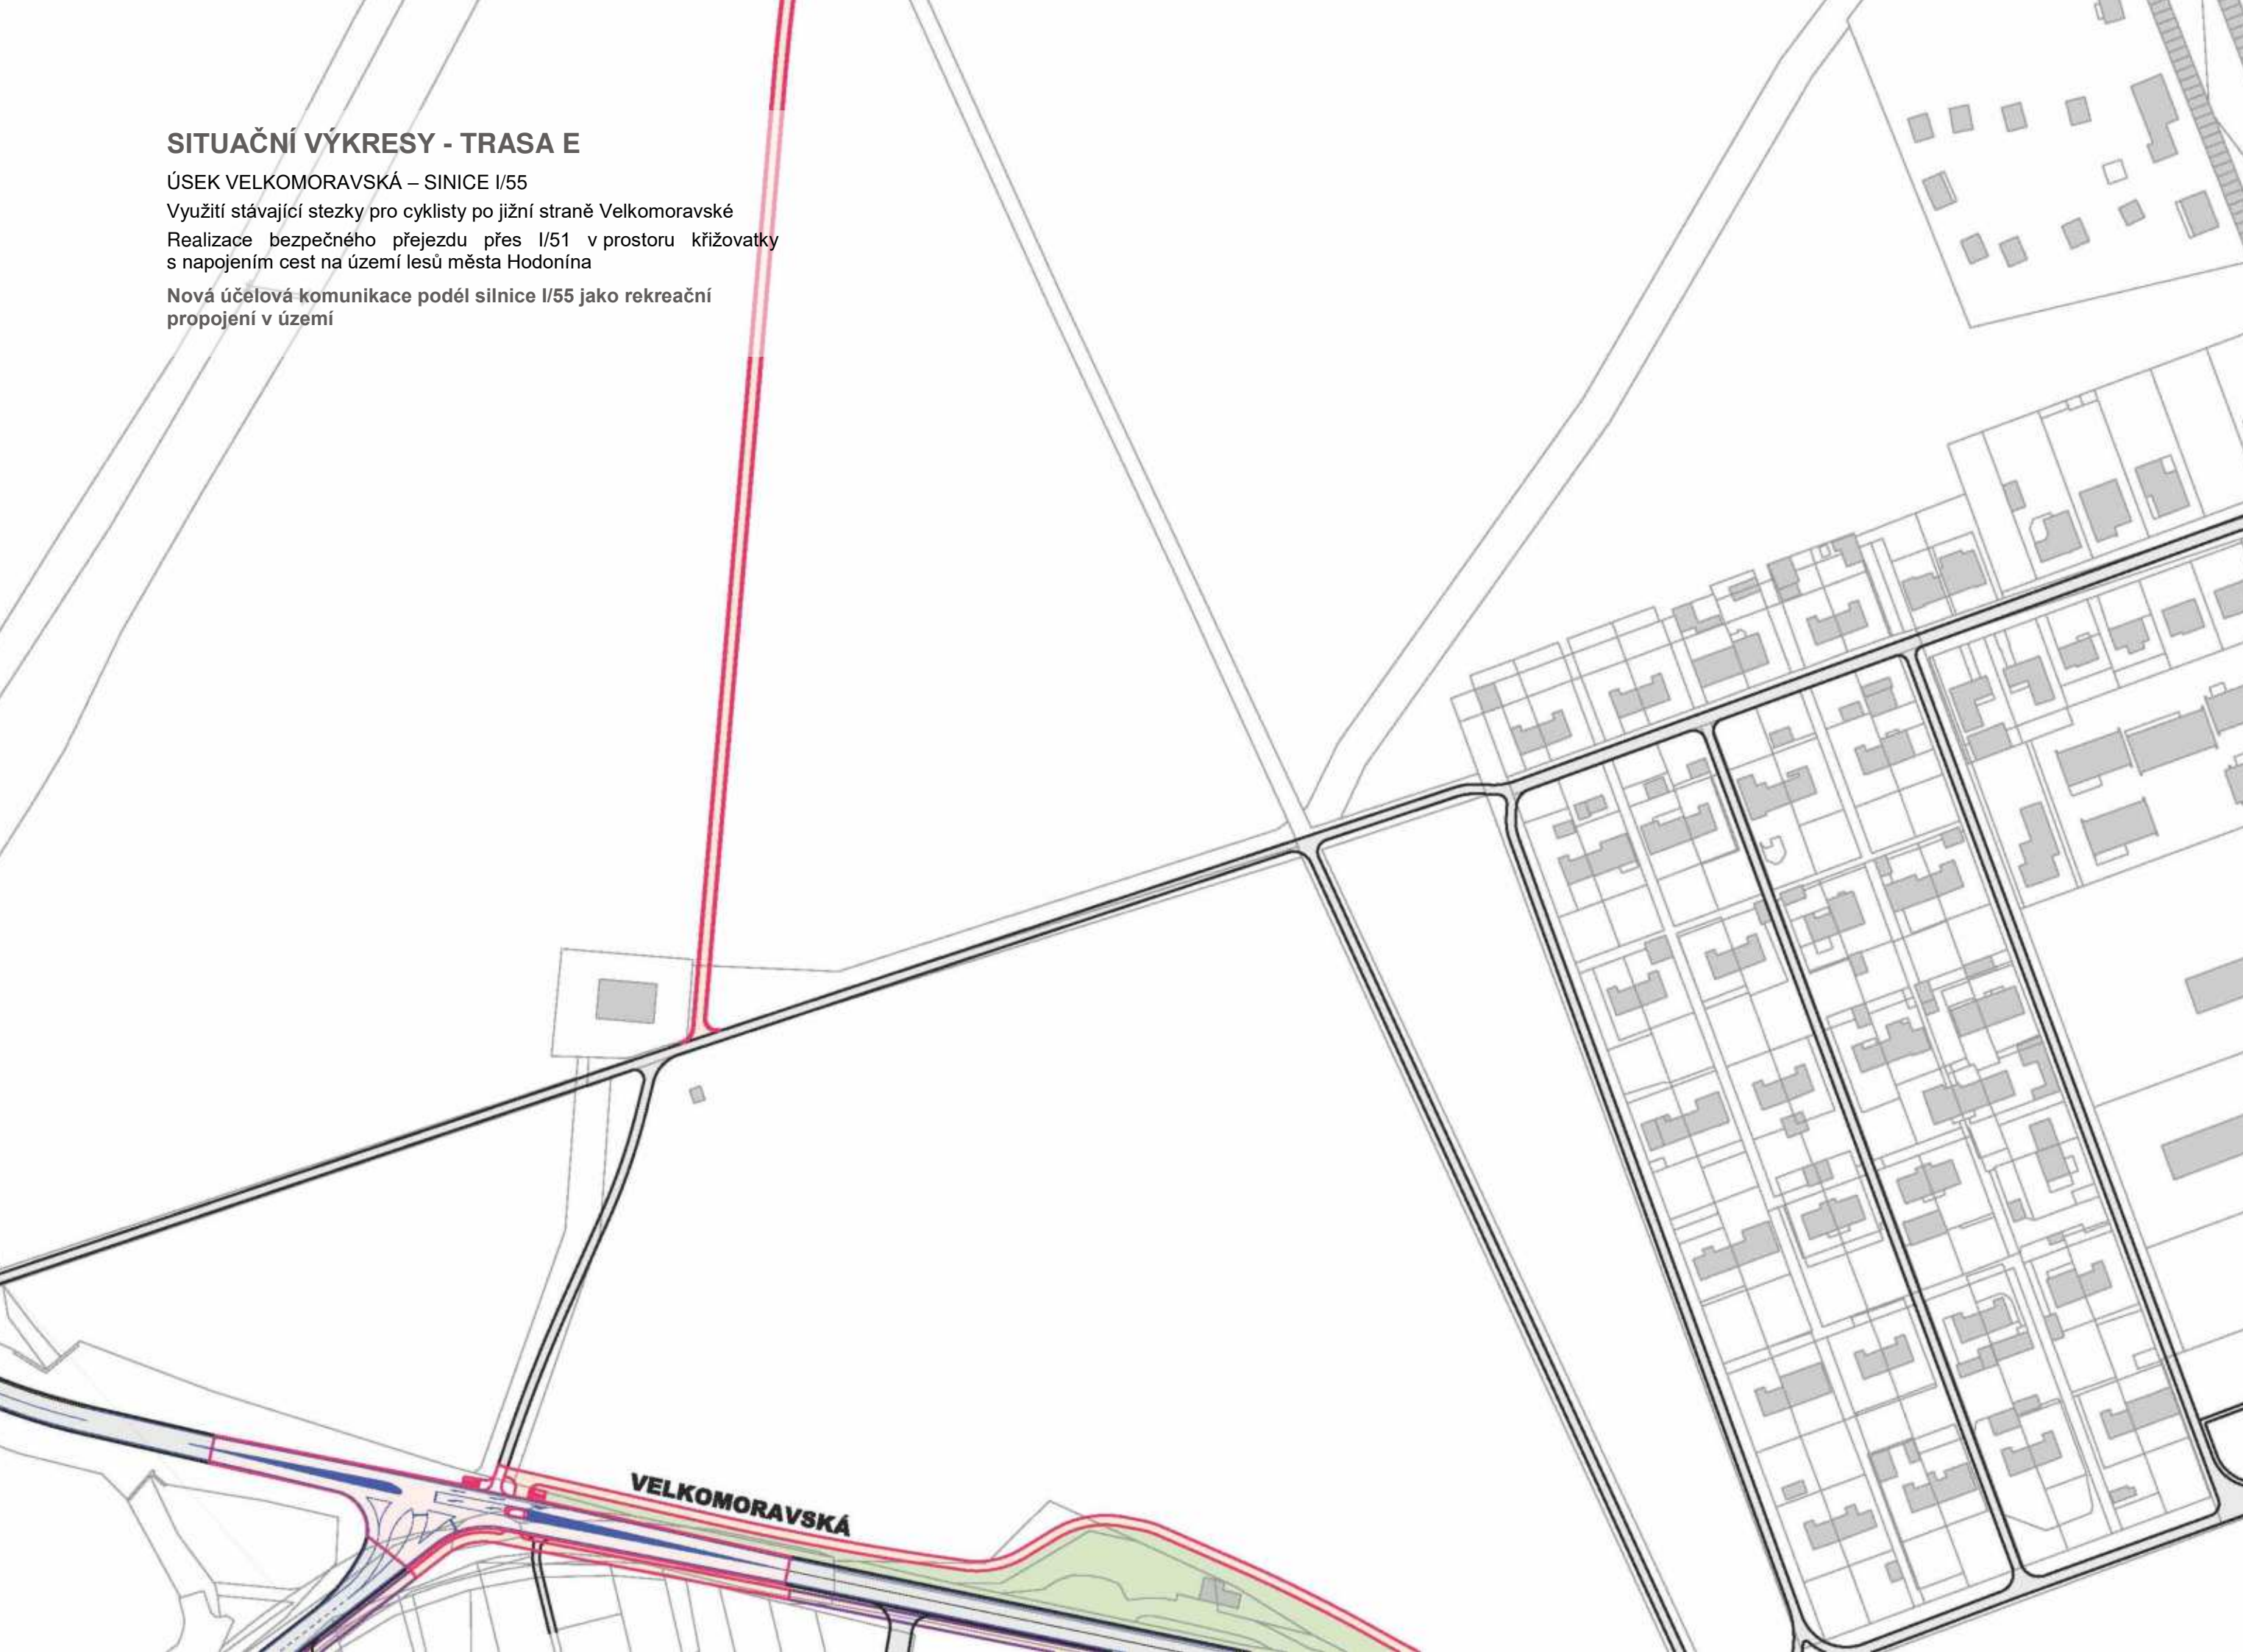 SITUAČNÍ VÝKRESY - TRASA E
ÚSEK VELKOMORAVSKÁ – SINICE I/55
Využití stávající stezky pro cyklisty po jižní straně Velkomoravské
Realizace bezpečného přejezdu přes I/51 v prostoru křižovatky
s napojením cest na území lesů města Hodonína
Nová účelová komunikace podél silnice I/55 jako rekreační
propojení v území
VELKOMORAVSKÁ